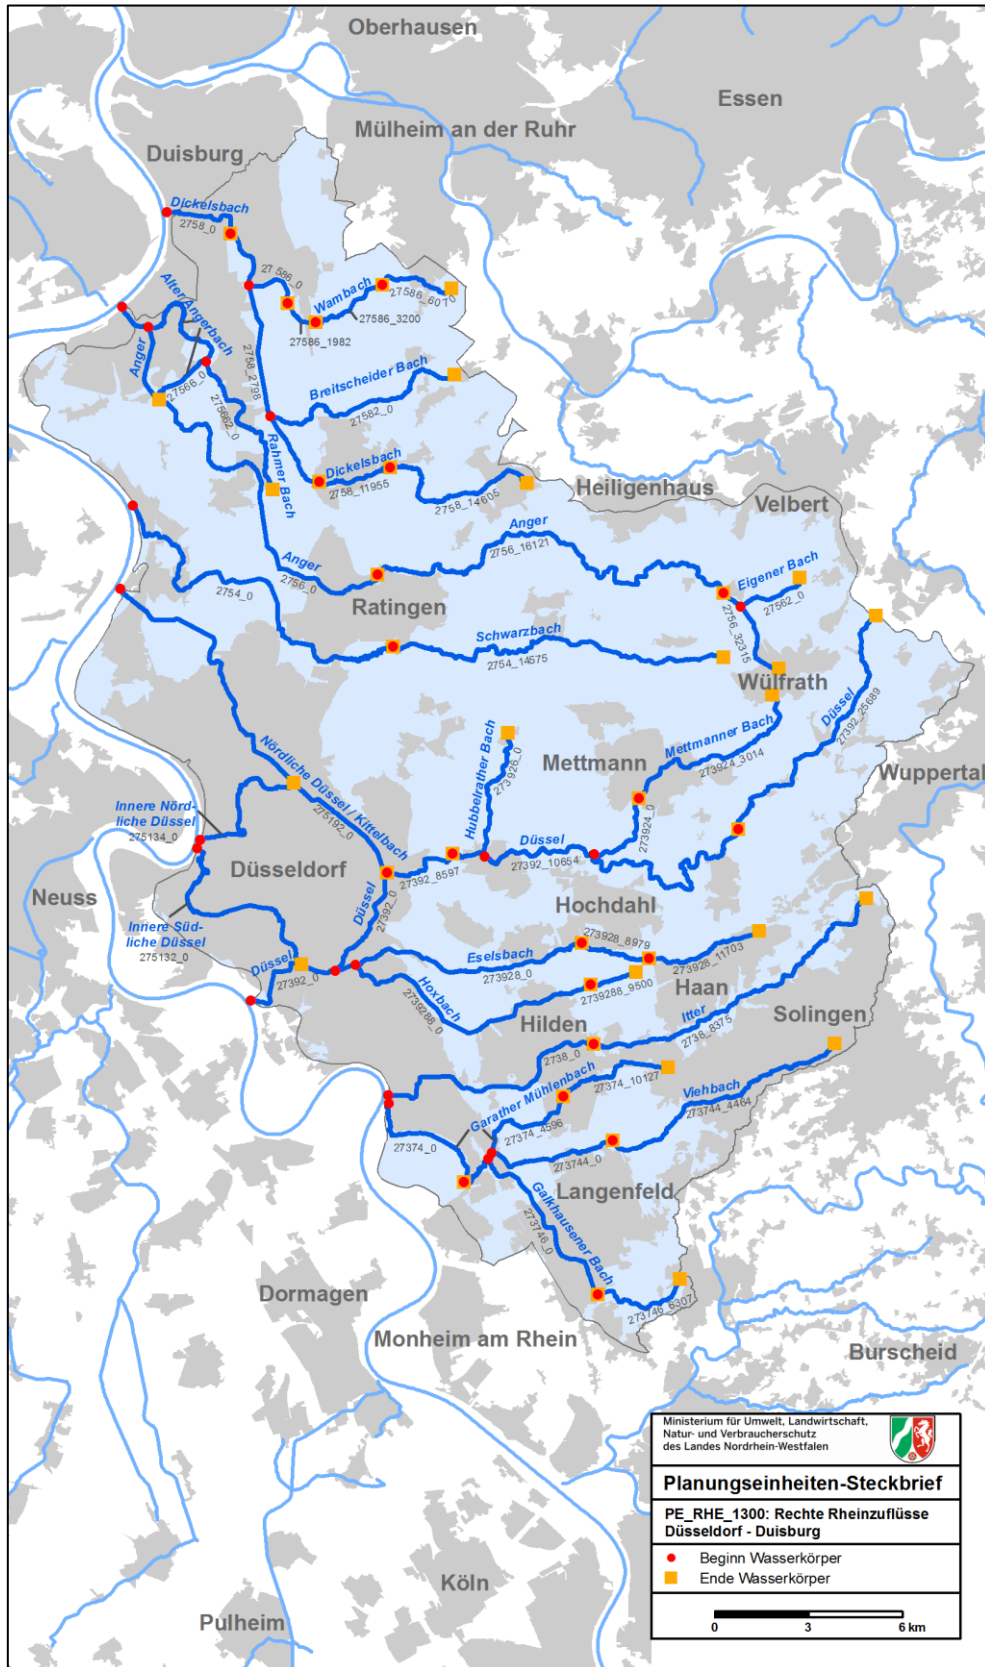 Oberhausen
Essen
Mülheim an der Ruhr
Duisburg
Dickelsbach
2758_0
27586_0
Wambach
27586_6070
27586_3200
27586_1982
Alter Angerbach
Anger
27566_0
275662_0
2758_2798
Breitscheider Bach
27582_0
Rahmer Bach
Dickelsbach
2758_11955
2758_14605
Heiligenhaus
Velbert
Anger
2756_16121
Eigener Bach
27562_0
Anger
2756_0
Ratingen
2754_0
2756_32315
Schwarzbach
2754_14575
Wülfrath
Düssel
27392_25689
Mettmanner Bach
273924_3014
Mettmann
Wuppertal
Nördliche Düssel / Kittelbach
275192_0
Hubbelrather Bach
273926_0
273924_0
Innere Nörd-
liche Düssel
275134_0
Düssel
27392_10654
27392_8597
Düsseldorf
Neuss
Düssel
27392_0
Hochdahl
Innere Süd-
liche Düssel
275132_0
Düssel
27392_0
Eselsbach
273928_0
273928_8979
273928_11703
Hoxbach
2739288_0
2739288_9500
Haan
Itter
2738_8375
Solingen
Hilden
2738_0
Garather Mühlenbach
27374_10127
27374_4596
27374_0
Viehbach
273744_4464
273744_0
Langenfeld
Galkhausener Bach
273746_0
273746_6307
Dormagen
Monheim am Rhein
Burscheid
Köln
Pulheim
Ministerium für Umwelt, Landwirtschaft,
Natur- und Verbraucherschutz
des Landes Nordrhein-Westfalen
Planungseinheiten-Steckbrief
PE_RHE_1300: Rechte Rheinzuflüsse
Düsseldorf - Duisburg
Beginn Wasserkörper
Ende Wasserkörper
0 3 6 km